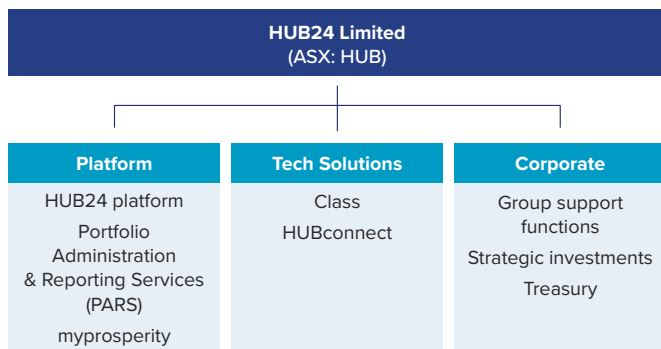 HUB24 Limited
(ASX: HUB)
Platform
HUB24 platform
Portfolio
Administration
& Reporting Services
(PARS)
myprosperity
Tech Solutions
Class
HUBconnect
Corporate
Group support
functions
Strategic investments
Treasury